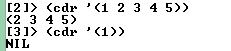 [2]> (cdr '(1 2 3 4 5))
(2 3 4 5)
[3]> (cdr '(1))
NIL